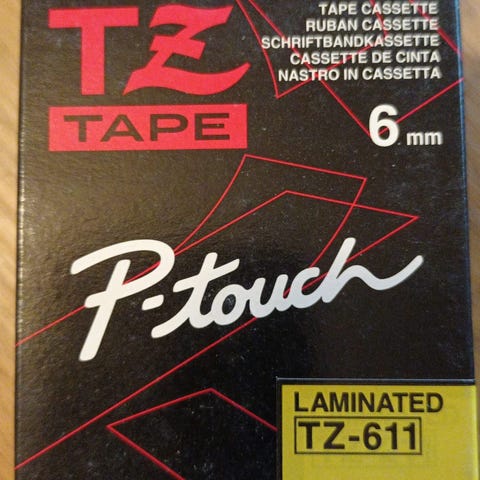 TZ
TAPE
TAPE CASSETTE
RUBAN CASSETTE
SCHRIFTBANDKASSETTE
CASSETTE DE CINTA
NASTRO IN CASSETTA
6 mm
P-touch
LAMINATED
TZ-611